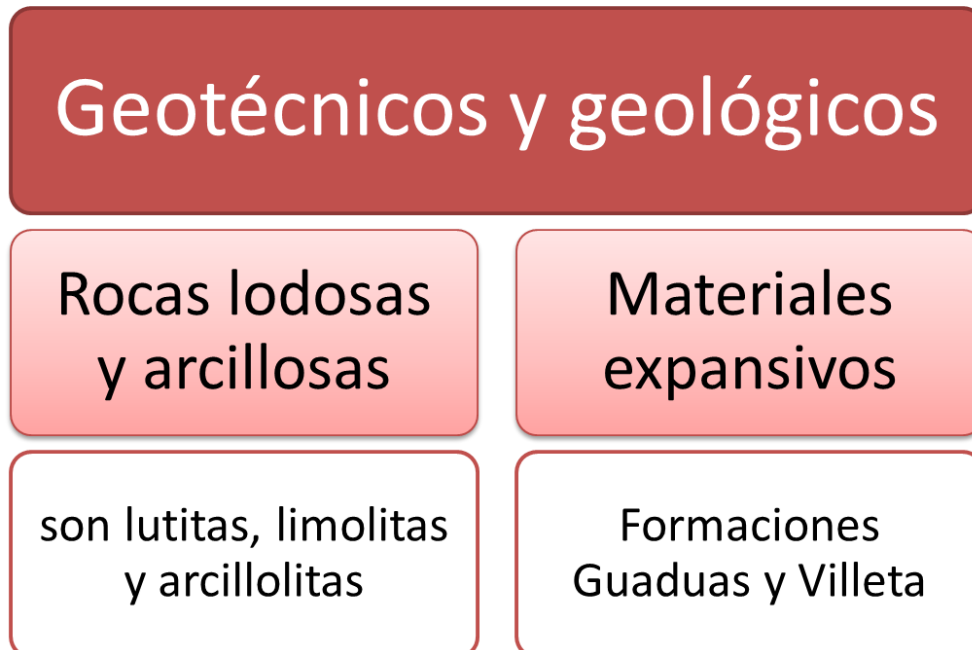 Geotécnicos y geológicos
Rocas lodosas
y arcillosas
Materiales
expansivos
son lutitas, limolitas
y arcillolitas
Formaciones
Guaduas y Villeta